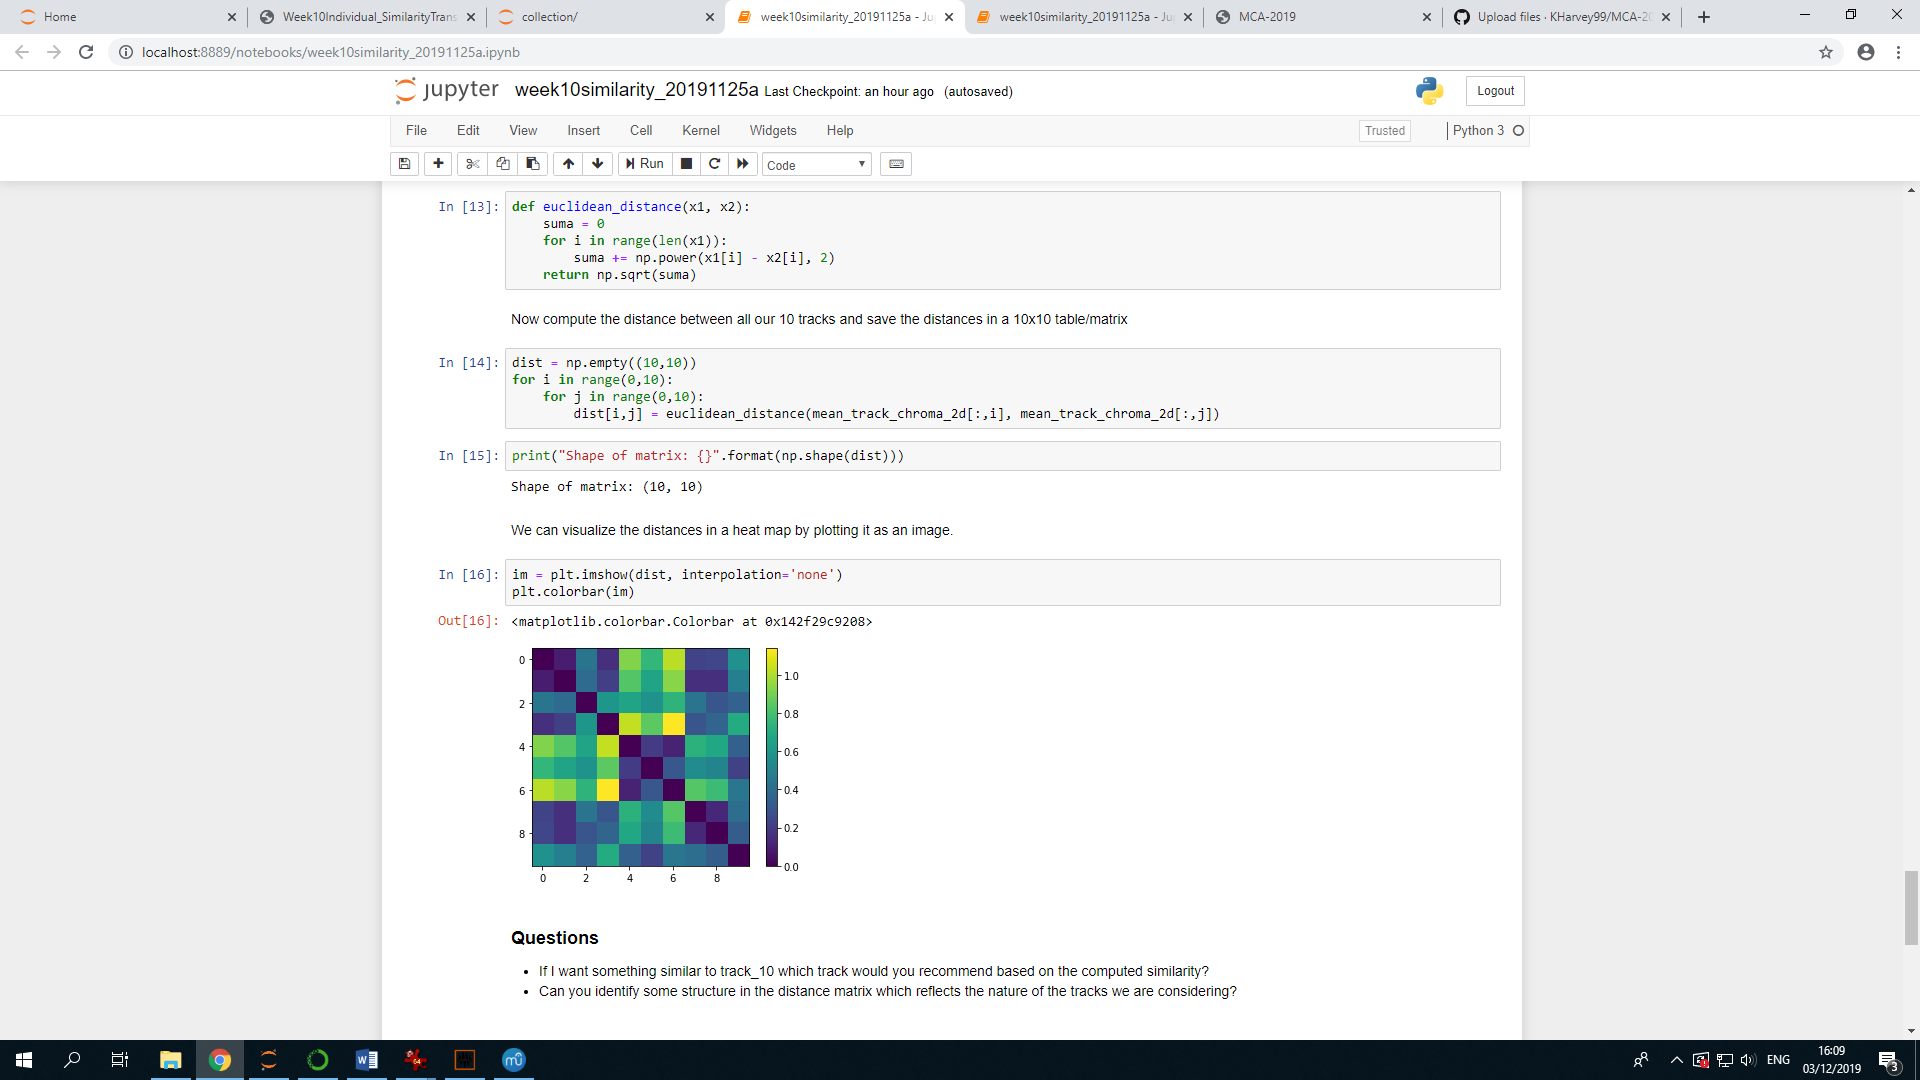 Home
Week10Individual_SimilarityTrans
collection/
week10similarity_20191125a - Ju
week10similarity_20191125a - Ju
MCA-2019
Upload files · KHarvey99/MCA-20
localhost:8889/notebooks/week10similarity_20191125a.ipynb
jupyter week10similarity_20191125a Last Checkpoint: an hour ago (autosaved)
Logout
File Edit View Insert Cell Kernel Widgets Help
Trusted
Python 3
Run
Code
In [13]: def euclidean_distance(x1, x2):
suma = 0
for i in range(len(x1)):
suma += np.power(x1[i] - x2[i], 2)
return np.sqrt(suma)
Now compute the distance between all our 10 tracks and save the distances in a 10x10 table/matrix
In [14]: dist = np.empty((10,10))
for i in range(0,10):
for j in range(0,10):
dist[i,j] = euclidean_distance(mean_track_chroma_2d[:,i], mean_track_chroma_2d[:,j])
In [15]: print("Shape of matrix: {}".format(np.shape(dist)))
Shape of matrix: (10, 10)
We can visualize the distances in a heat map by plotting it as an image.
In [16]: im = plt.imshow(dist, interpolation='none')
plt.colorbar(im)
Out[16]: <matplotlib.colorbar.Colorbar at 0x142f29c9208>
0
2
4
6
8
0 2 4 6 8
1.0
0.8
0.6
0.4
0.2
0.0
Questions
• If I want something similar to track_10 which track would you recommend based on the computed similarity?
• Can you identify some structure in the distance matrix which reflects the nature of the tracks we are considering?
ENG
16:09
03/12/2019
3